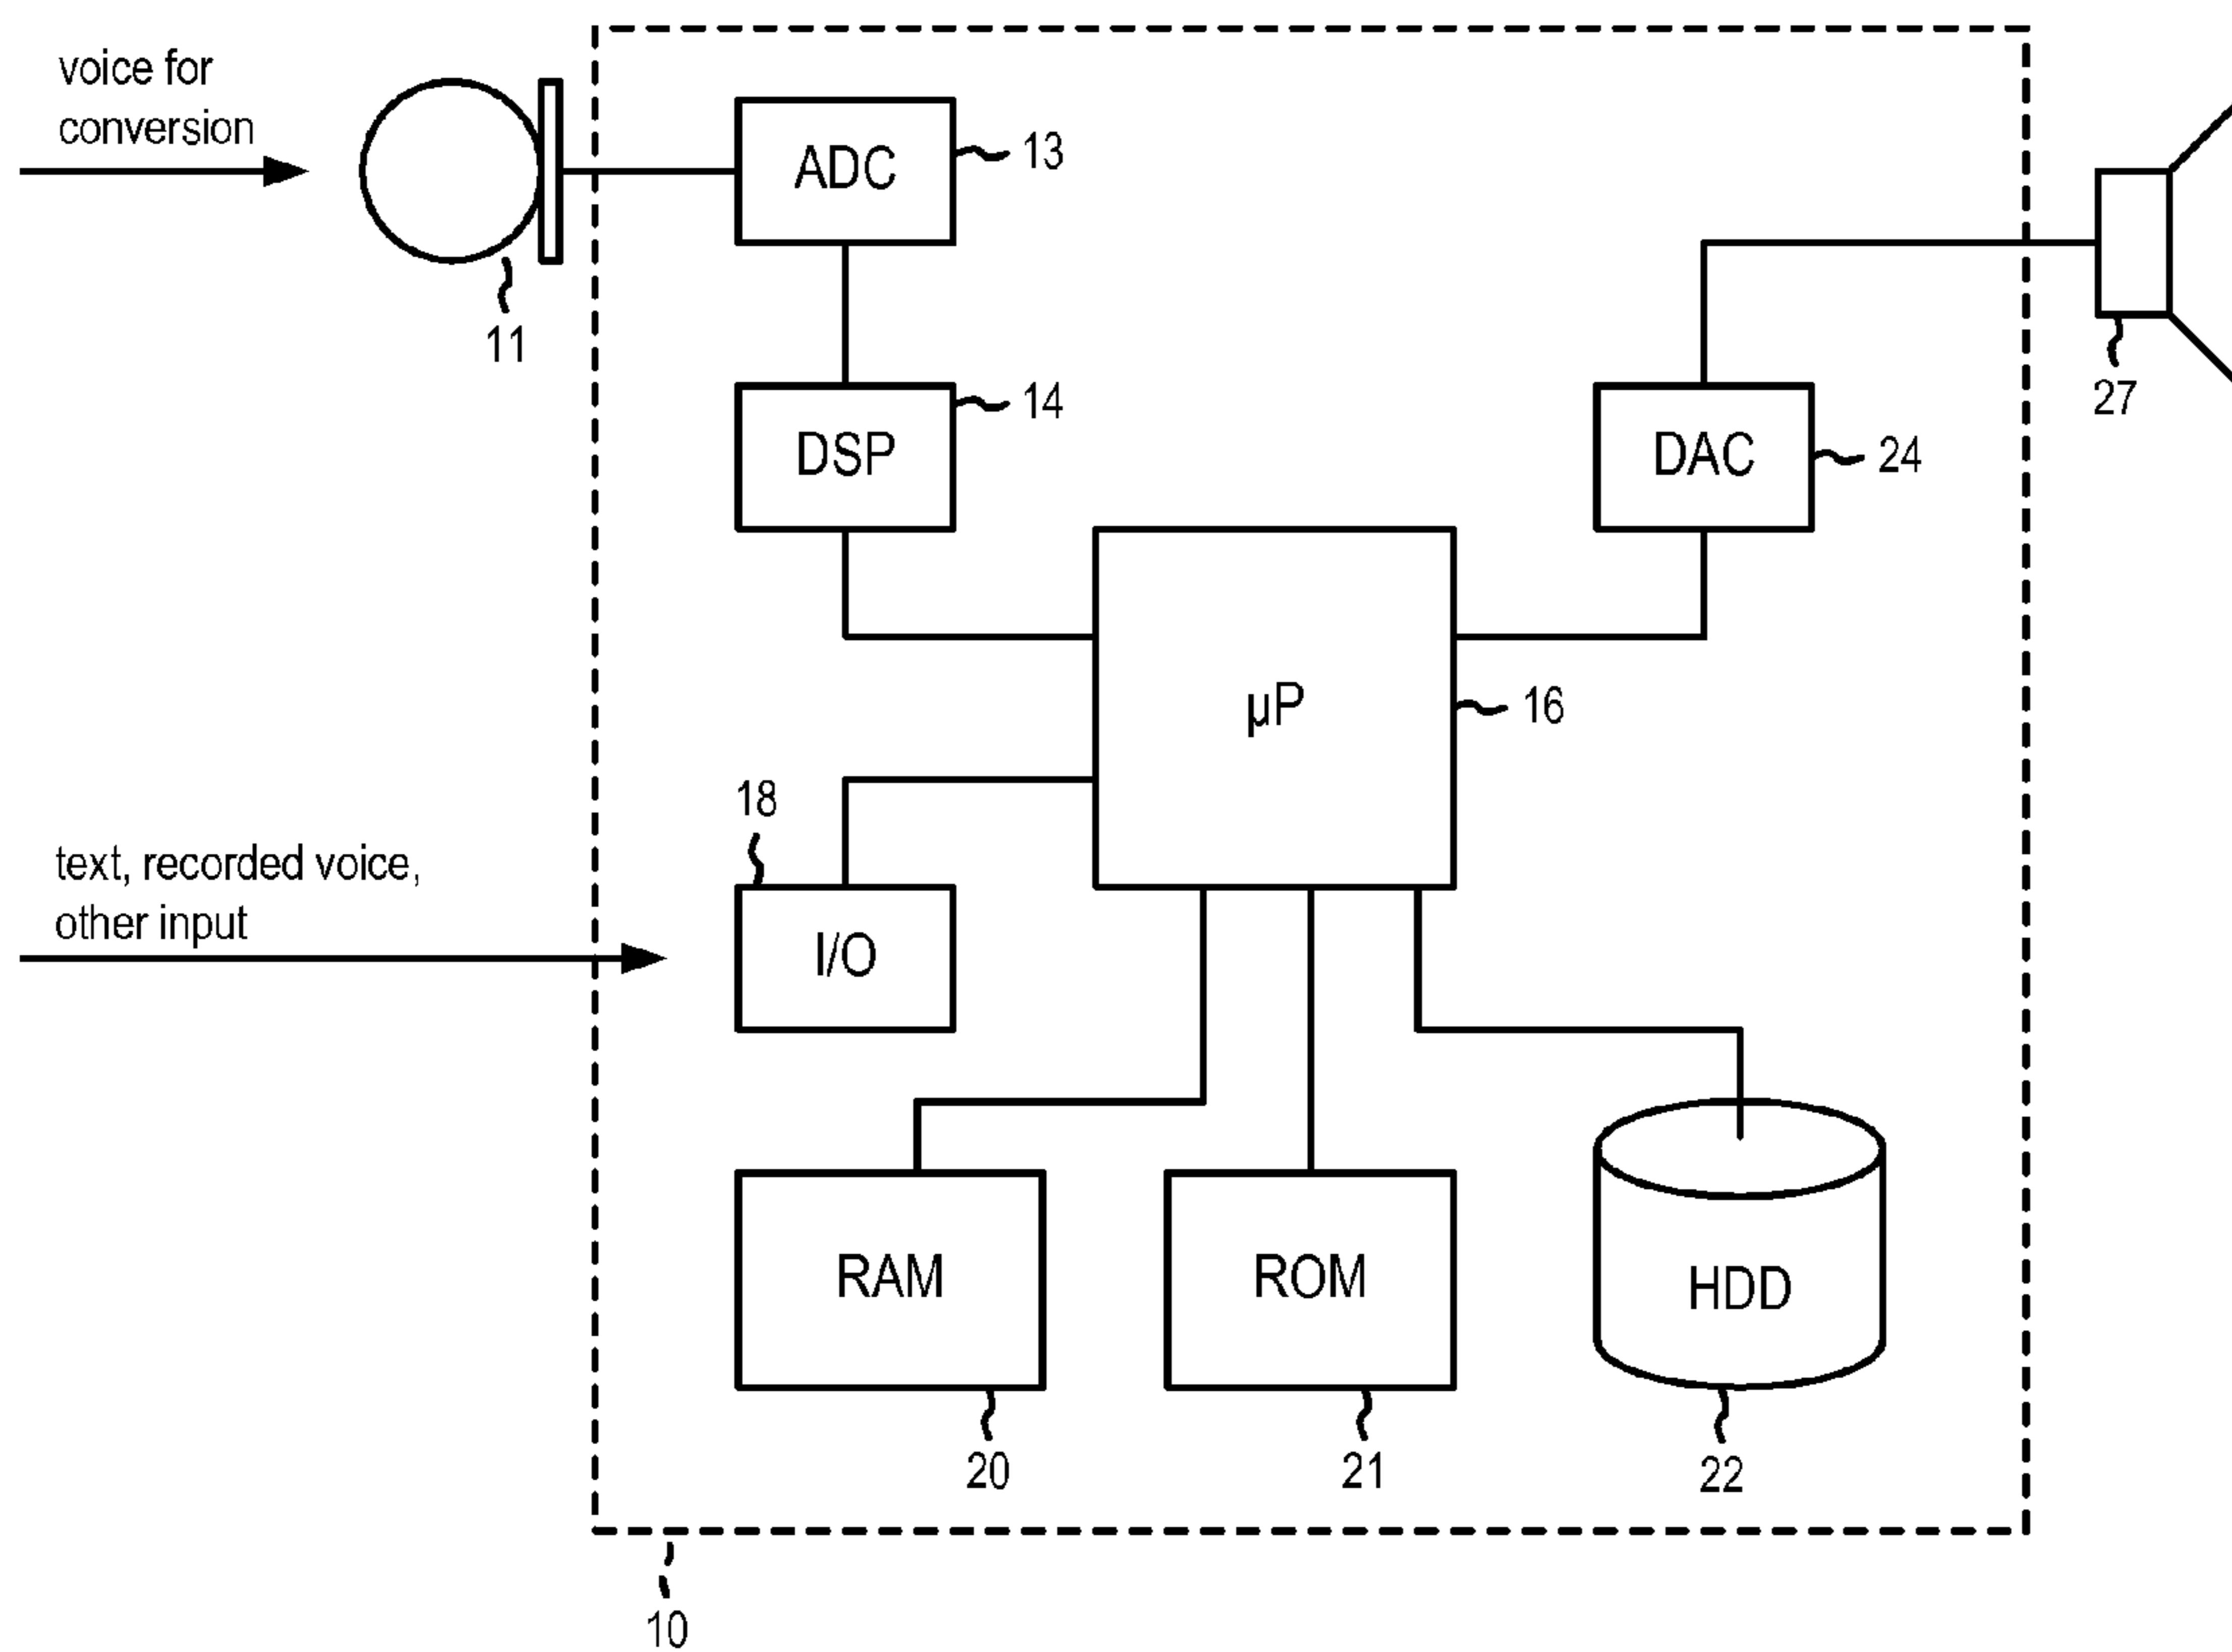 voice for
conversion
11
ADC
13
DSP
14
DAC
24
27
µP
16
18
text, recorded voice,
other input
I/O
RAM
ROM
HDD
20
21
22
10